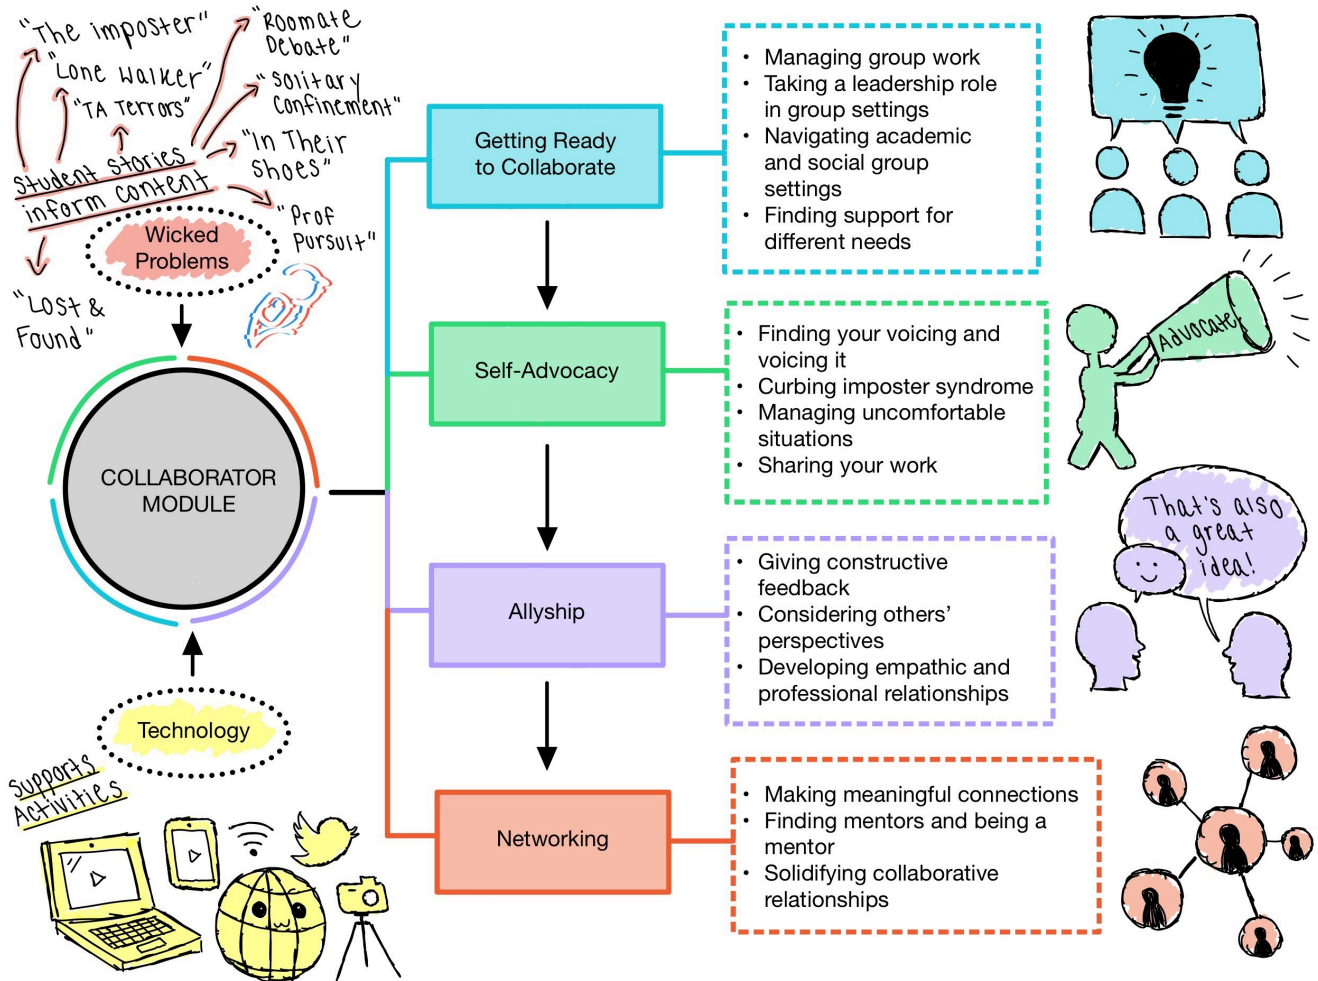 "The imposter"
"Lone Walker"
"TA Terrors"
"Roomate
Debate"
"Solitary
Confinement"
"In Their
Shoes"
"Prof
Pursuit"
Student Stories
inform content
"Lost &
Found"
Wicked
Problems
COLLABORATOR
MODULE
Technology
Supports
Activities
Getting Ready
to Collaborate
• Managing group work
• Taking a leadership role
in group settings
• Navigating academic
and social group
settings
• Finding support for
different needs
Self-Advocacy
• Finding your voicing and
voicing it
• Curbing imposter syndrome
• Managing uncomfortable
situations
• Sharing your work
Advocate
Allyship
• Giving constructive
feedback
• Considering others'
perspectives
• Developing empathic and
professional relationships
That's also
a great
idea!
Networking
• Making meaningful connections
• Finding mentors and being a
mentor
• Solidifying collaborative
relationships